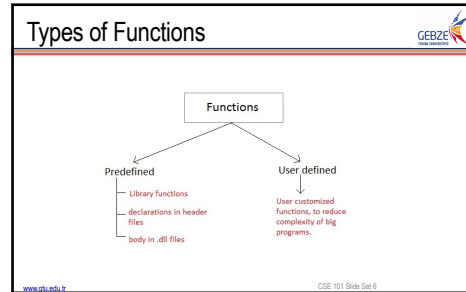 Types of Functions
GEBZE
TEKNİK ÜNİVERSİTESİ
Functions
Predefined
User defined
Library functions
declarations in header
files
body in .dll files
User customized
functions, to reduce
complexity of big
programs.
www.gtu.edu.tr
CSE 101 Slide Set 6